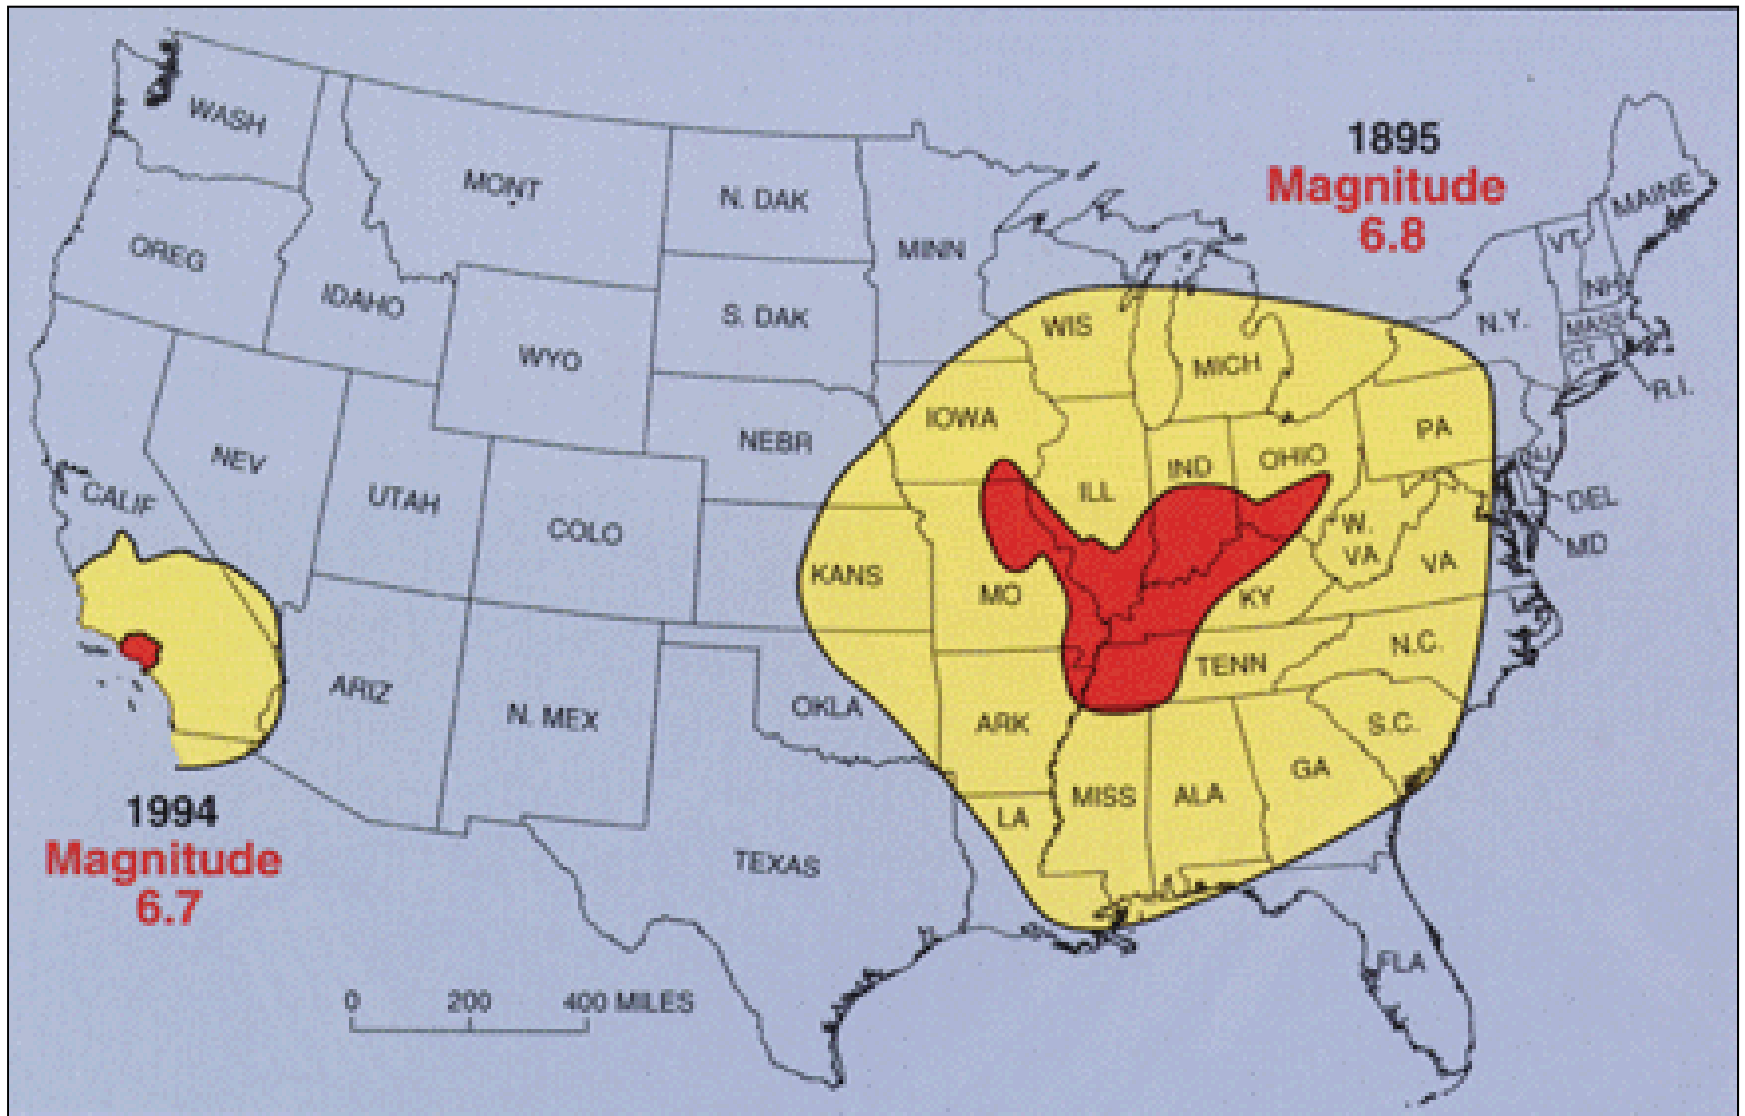 WASH
MONT
N. DAK
MINN
1895
Magnitude
6.8
MAINE
VT
NH
OREG
IDAHO
S. DAK
WYO
WIS
MICH
N.Y.
MASS
CT
R.I.
NEBR
IOWA
PA
NEV
CALIF
UTAH
COLO
ILL
IND
OHIO
DEL
MD
W.
VA
VA
KANS
MO
KY
ARIZ
N. MEX
OKLA
ARK
TENN
N.C.
S.C.
1994
Magnitude
6.7
TEXAS
LA
MISS
ALA
GA
FLA
0 200 400 MILES